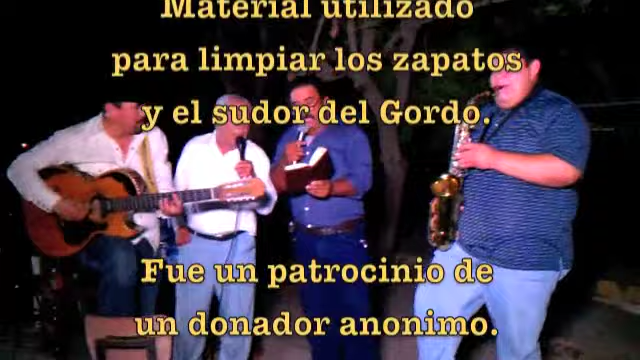 Material utilizado
para limpiar los zapatos
y el sudor del Gordo.
Fue un patrocinio de
un donador anonimo.